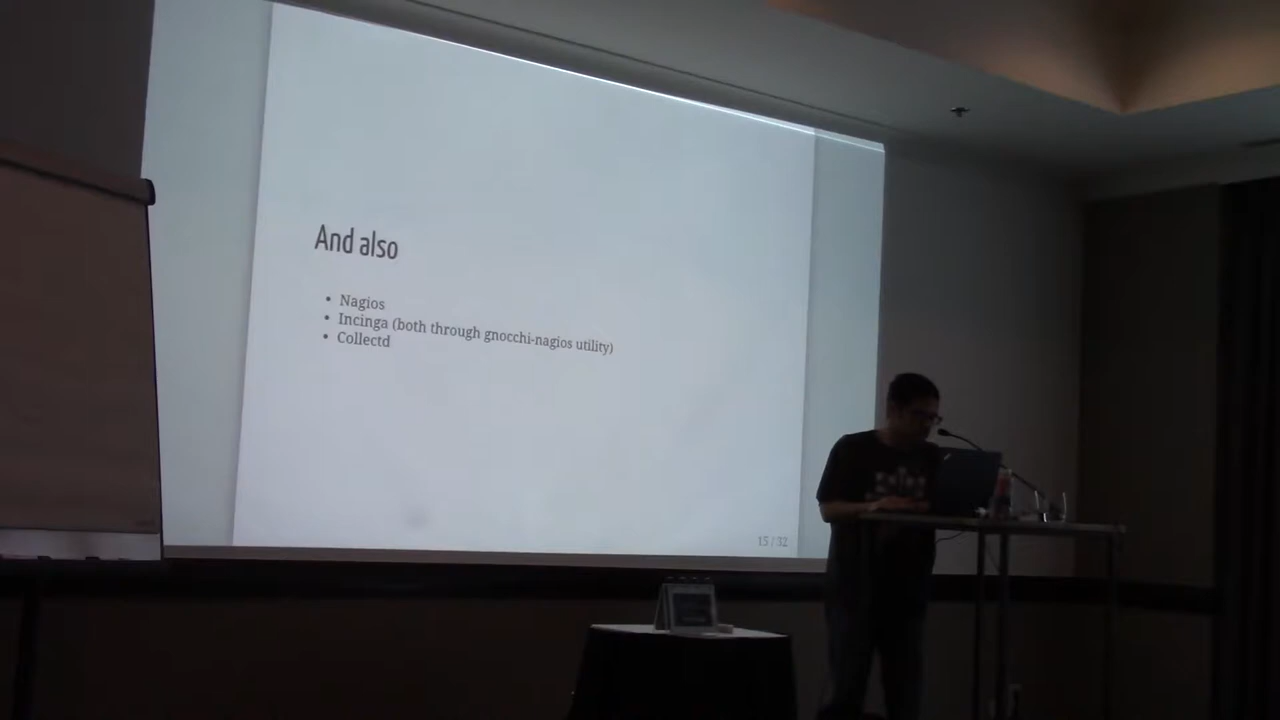 And also
• Nagios
• Incinga (both through gnocchi-nagios utility)
• Collectd
15 / 32